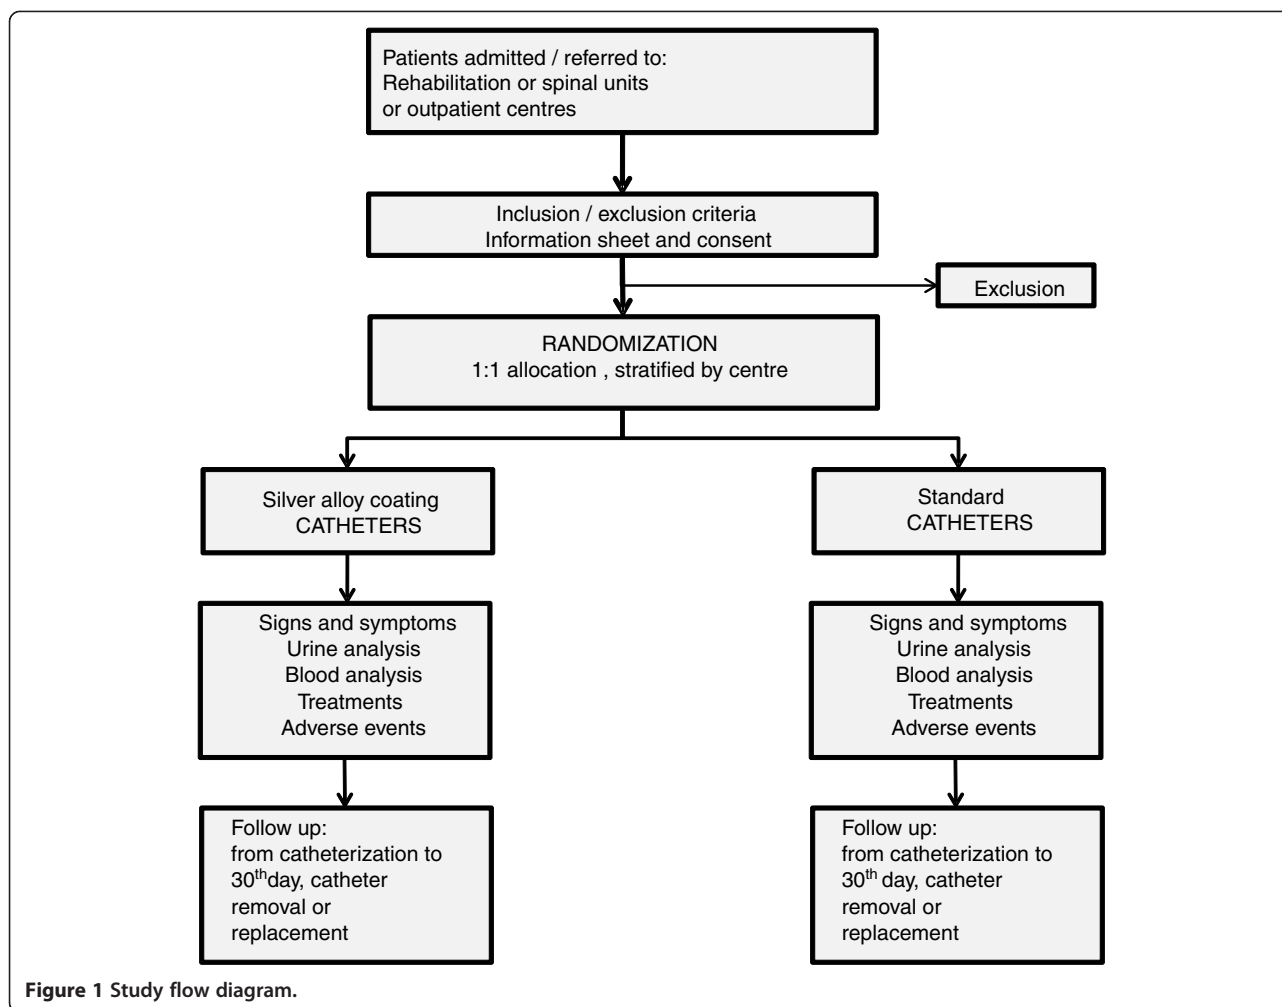 Patients admitted / referred to:
Rehabilitation or spinal units
or outpatient centres
Inclusion / exclusion criteria
Information sheet and consent
Exclusion
RANDOMIZATION
1:1 allocation , stratified by centre
Silver alloy coating
CATHETERS
Standard
CATHETERS
Signs and symptoms
Urine analysis
Blood analysis
Treatments
Adverse events
Signs and symptoms
Urine analysis
Blood analysis
Treatments
Adverse events
Follow up:
from catheterization to
30th day, catheter
removal or
replacement
Follow up:
from catheterization to
30th day, catheter
removal or
replacement
Figure 1 Study flow diagram.